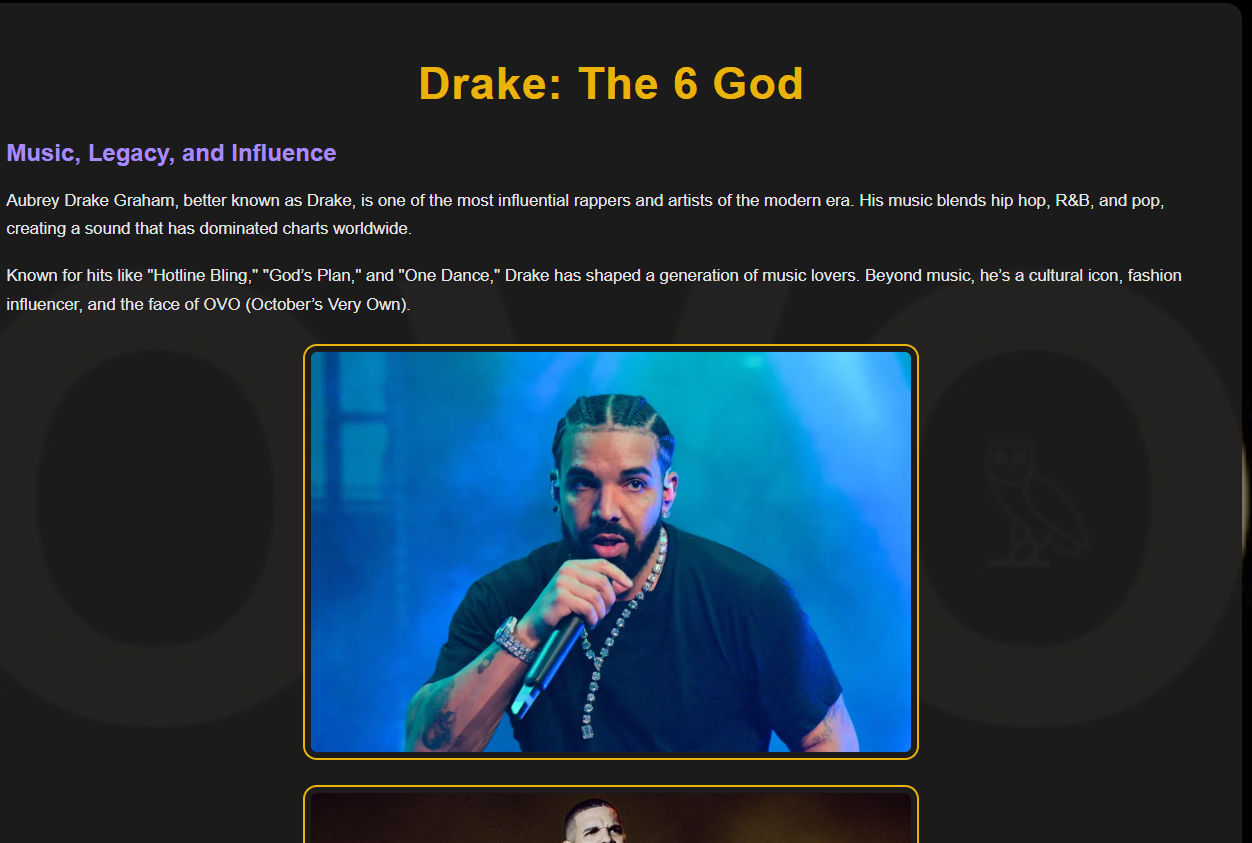 Drake: The 6 God
Music, Legacy, and Influence
Aubrey Drake Graham, better known as Drake, is one of the most influential rappers and artists of the modern era. His music blends hip hop, R&B, and pop,
creating a sound that has dominated charts worldwide.
Known for hits like "Hotline Bling," "God’s Plan," and "One Dance," Drake has shaped a generation of music lovers. Beyond music, he’s a cultural icon, fashion
influencer, and the face of OVO (October’s Very Own).
OVO